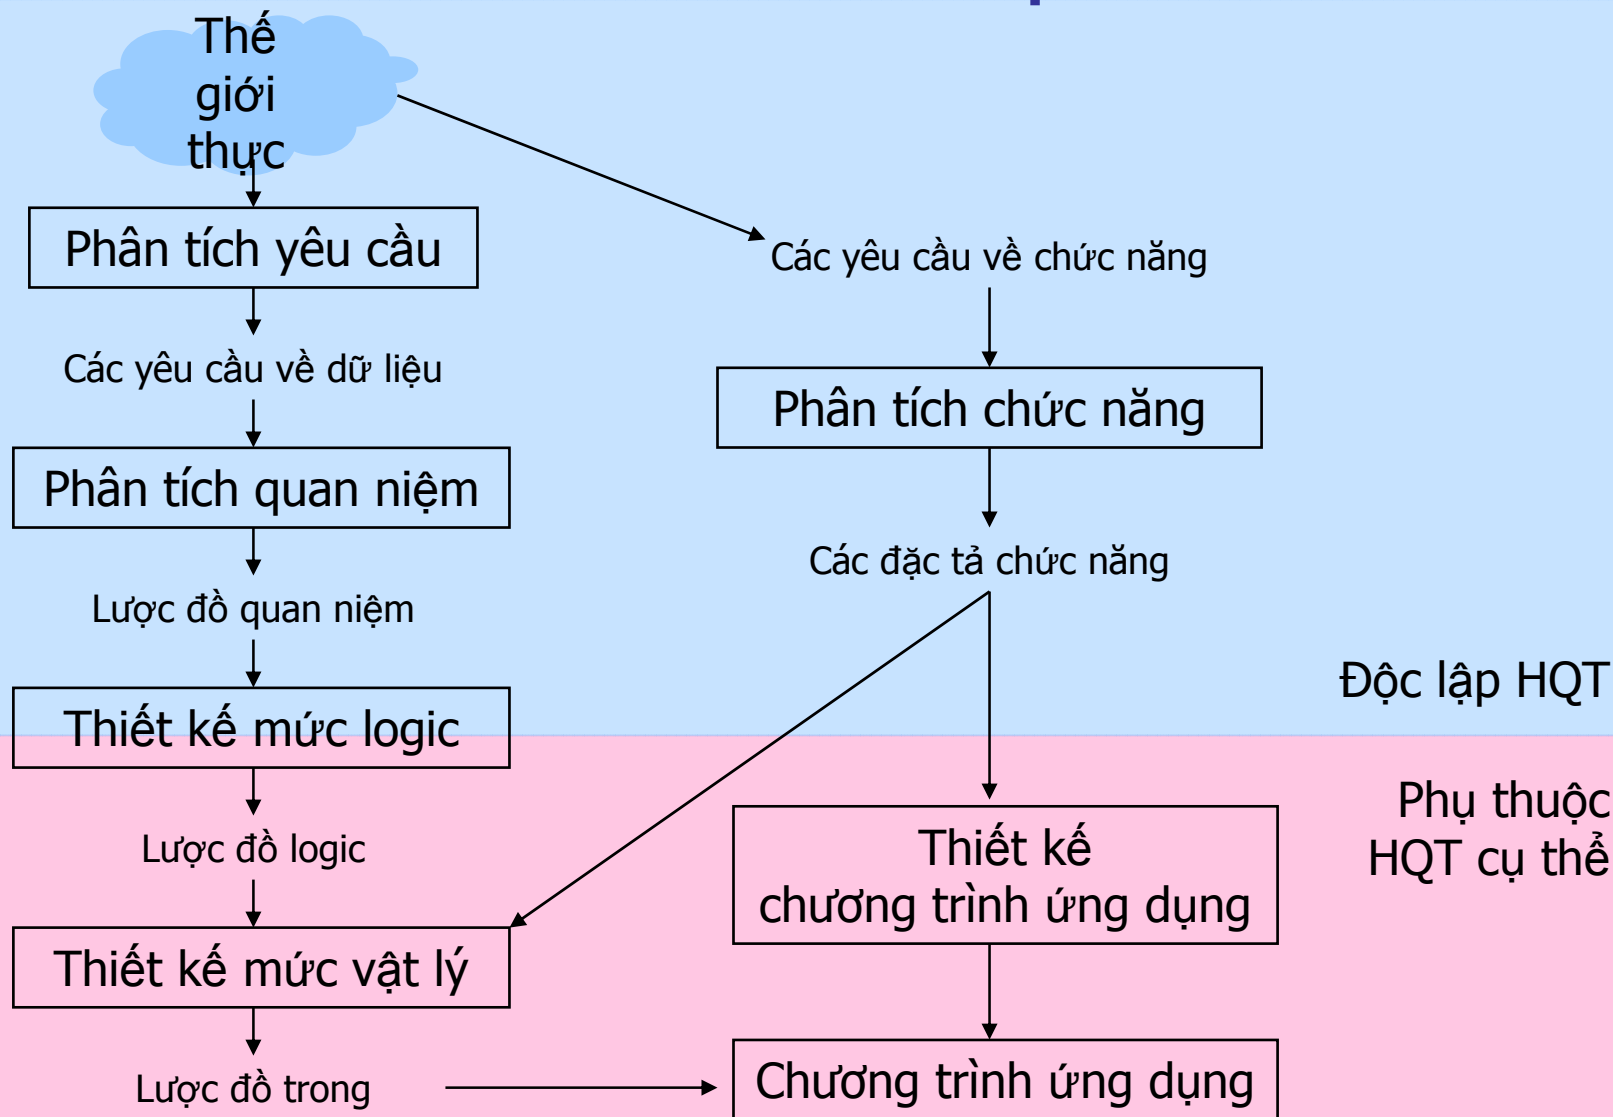 Thế
giới
thực
Phân tích yêu cầu
Các yêu cầu về chức năng
Các yêu cầu về dữ liệu
Phân tích chức năng
Phân tích quan niệm
Các đặc tả chức năng
Lược đồ quan niệm
Độc lập HQT
Thiết kế mức logic
Phụ thuộc
HQT cụ thể
Lược đồ logic
Thiết kế
chương trình ứng dụng
Thiết kế mức vật lý
Lược đồ trong
Chương trình ứng dụng